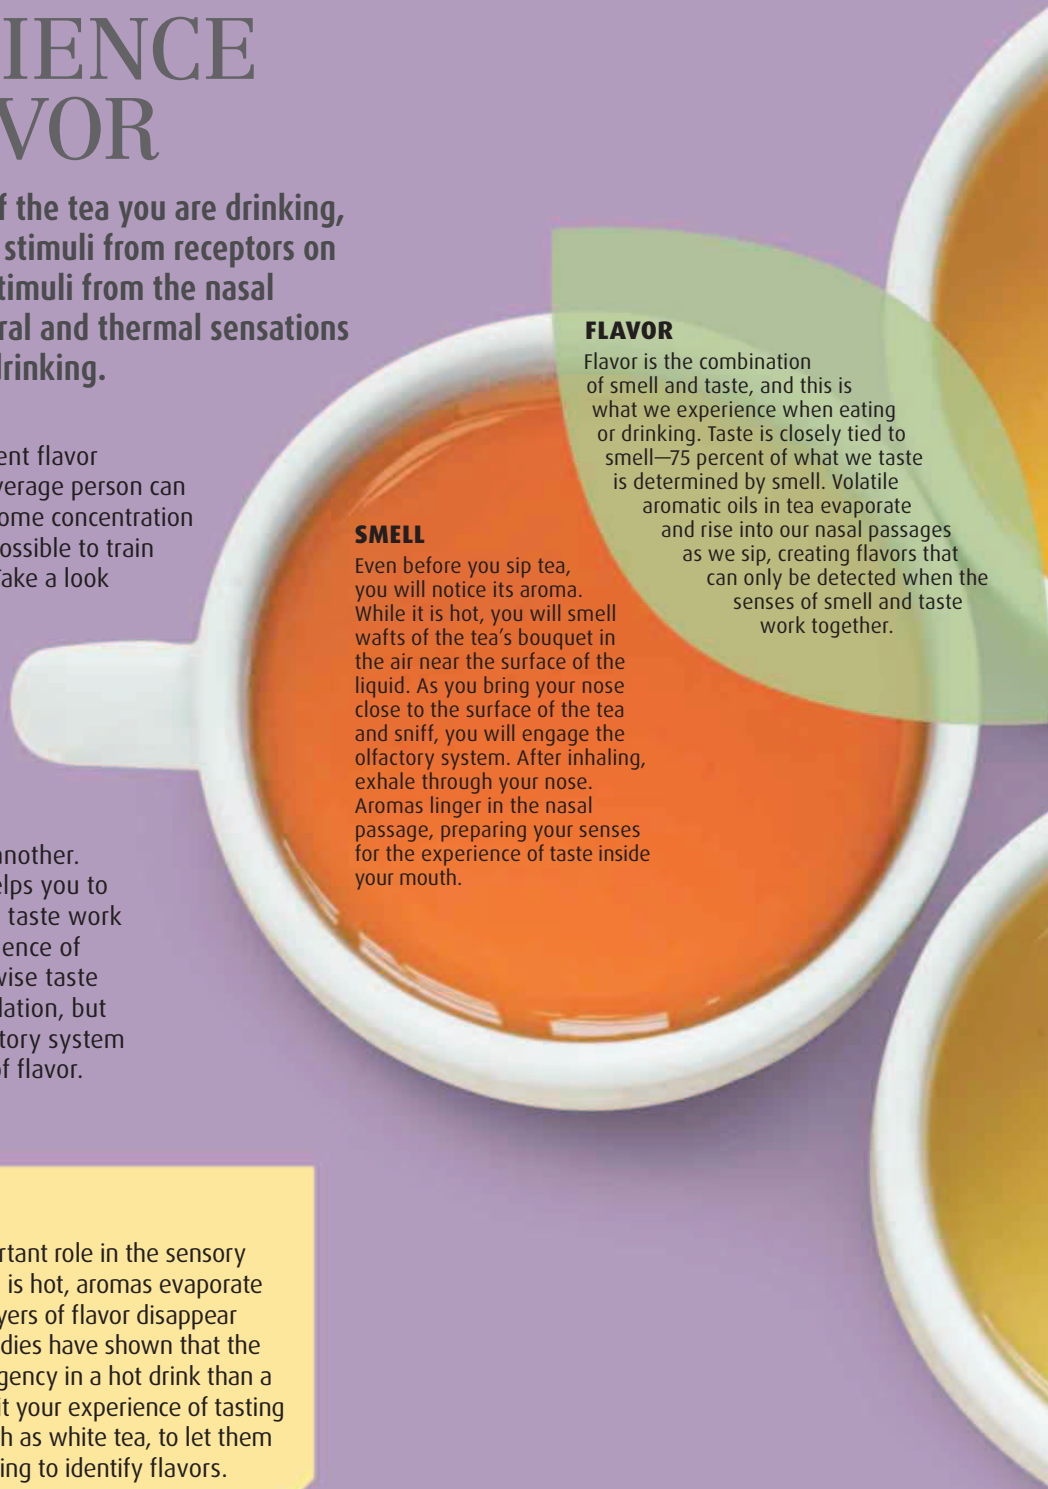 IENCE
VOR
f the tea you are drinking,
stimuli from receptors on
timuli from the nasal
ral and thermal sensations
drinking.
ent flavor
verage person can
ome concentration
ossible to train
Take a look
another.
elps you to
taste work
ience of
wise taste
lation, but
tory system
of flavor.
rtant role in the sensory
is hot, aromas evaporate
yers of flavor disappear
dies have shown that the
gency in a hot drink than a
it your experience of tasting
h as white tea, to let them
ing to identify flavors.
SMELL
Even before you sip tea,
you will notice its aroma.
While it is hot, you will smell
wafts of the tea’s bouquet in
the air near the surface of the
liquid. As you bring your nose
close to the surface of the tea
and sniff, you will engage the
olfactory system. After inhaling,
exhale through your nose.
Aromas linger in the nasal
passage, preparing your senses
for the experience of taste inside
your mouth.
FLAVOR
Flavor is the combination
of smell and taste, and this is
what we experience when eating
or drinking. Taste is closely tied to
smell—75 percent of what we taste
is determined by smell. Volatile
aromatic oils in tea evaporate
and rise into our nasal passages
as we sip, creating flavors that
can only be detected when the
senses of smell and taste
work together.